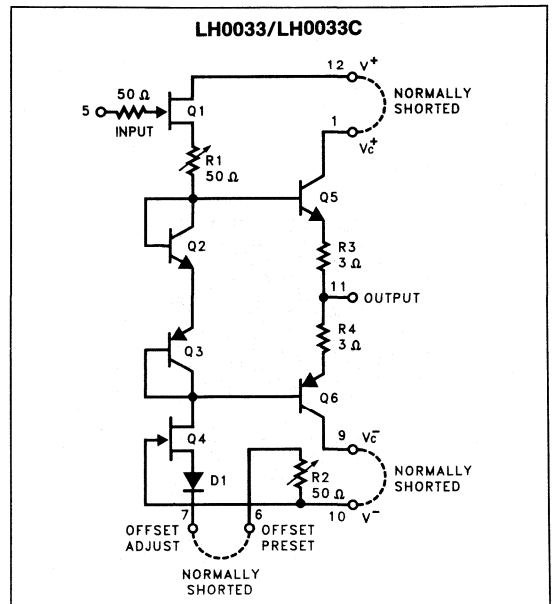 LH0033/LH0033C
12 V+
NORMALLY
SHORTED
1
Vc+
50 Ω
5
INPUT
Q1
R1
50 Ω
Q5
Q2
R3
3 Ω
11 OUTPUT
R4
3 Ω
Q3
Q6
9 Vc-
Q4
NORMALLY
SHORTED
D1
R2
50 Ω
10 V-
7
6
OFFSET
ADJUST
OFFSET
PRESET
NORMALLY
SHORTED